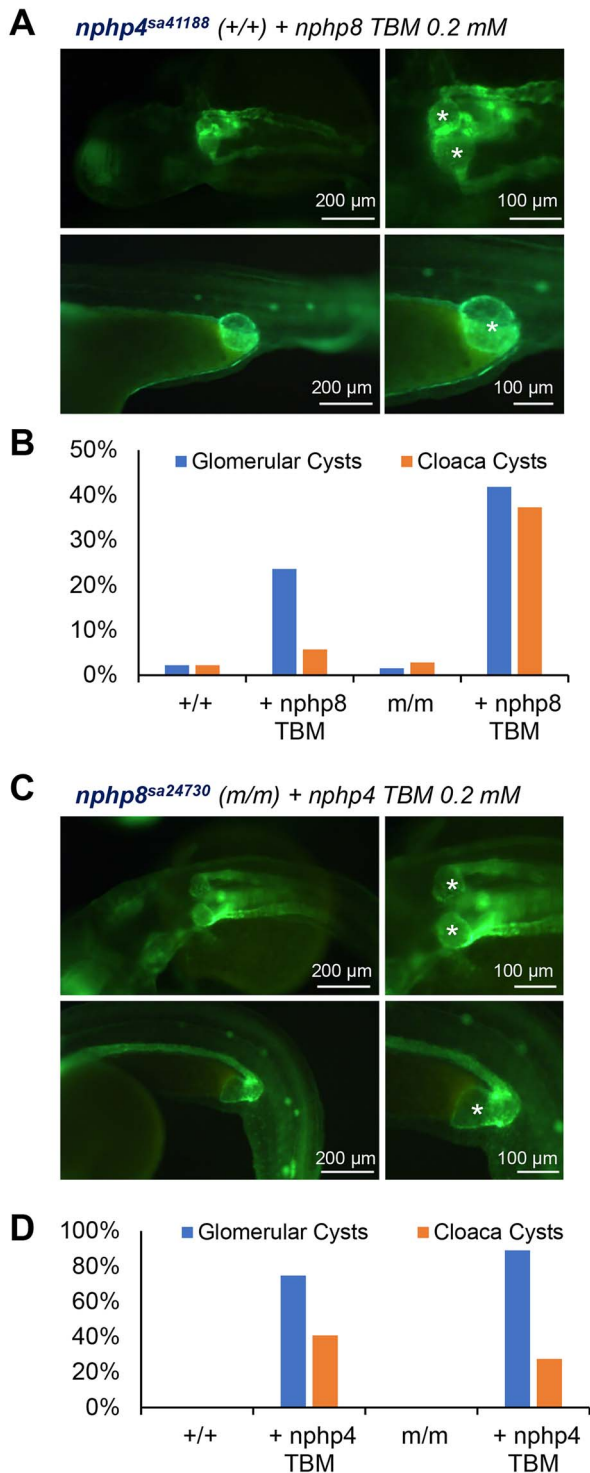 A
nphp4sa41188 (+/+) + nphp8 TBM 0.2 mM
200 µm
100 µm
*
*
200 µm
100 µm
*
B
50%
40%
30%
20%
10%
0%
Glomerular Cysts
Cloaca Cysts
+/+
+ nphp8 TBM
m/m
+ nphp8 TBM
C
nphp8sa24730 (m/m) + nphp4 TBM 0.2 mM
200 µm
100 µm
*
*
200 µm
100 µm
*
D
100%
80%
60%
40%
20%
0%
Glomerular Cysts
Cloaca Cysts
+/+
+ nphp4 TBM
m/m
+ nphp4 TBM